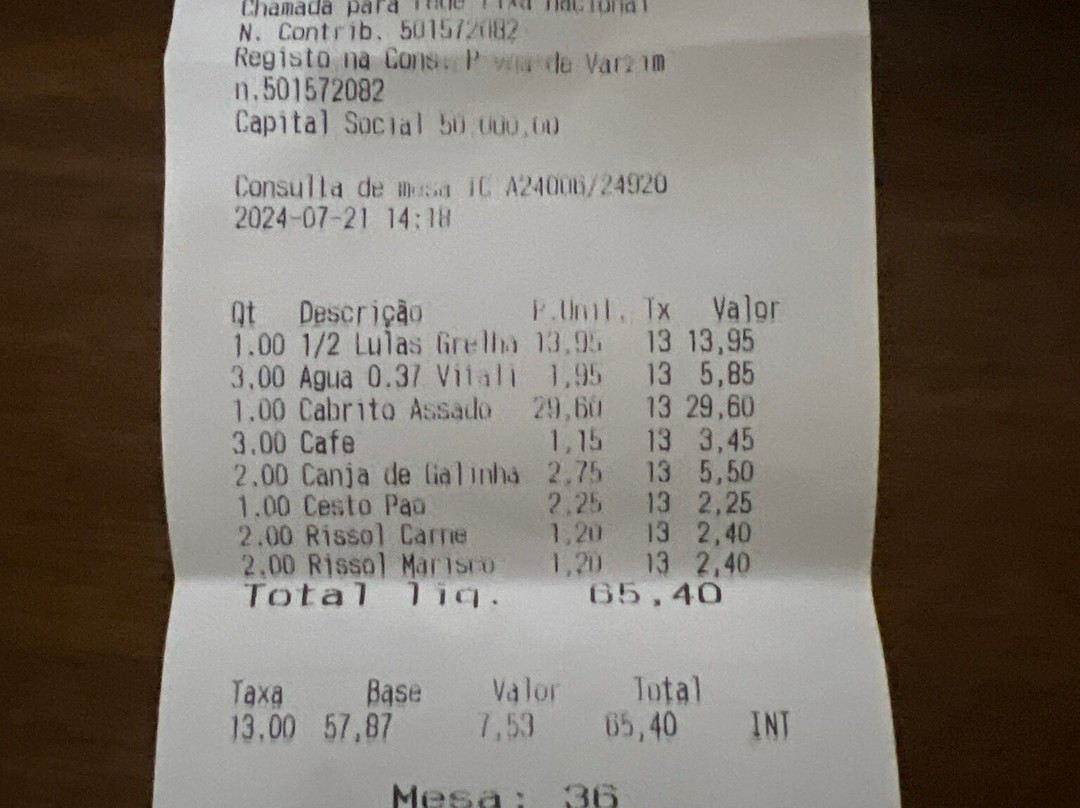 Chamada para rede fixa nacional
N. Contrib. 501572082
Registo na Cons. Povoa de Varzim
n.501572082
Capital Social 50.000,00
Consulta de mesa A24006/24920
2024-07-21 14:18
Qt Descrição P.Unit. Tx Valor
1.00 1/2 Lulas Grelha 13,95 13 13,95
3.00 Agua 0.37 Vitali 1,95 13 5,85
1.00 Cabrito Assado 29,60 13 29,60
3.00 Cafe 1,15 13 3,45
2.00 Canja de Galinha 2,75 13 5,50
1.00 Cesto Pao 2,25 13 2,25
2.00 Rissol Carne 1,20 13 2,40
2.00 Rissol Marisco 1,20 13 2,40
Total liq. 65,40
Taxa Base Valor Total
13,00 57,87 7,53 65,40 INT
Mesa: 36